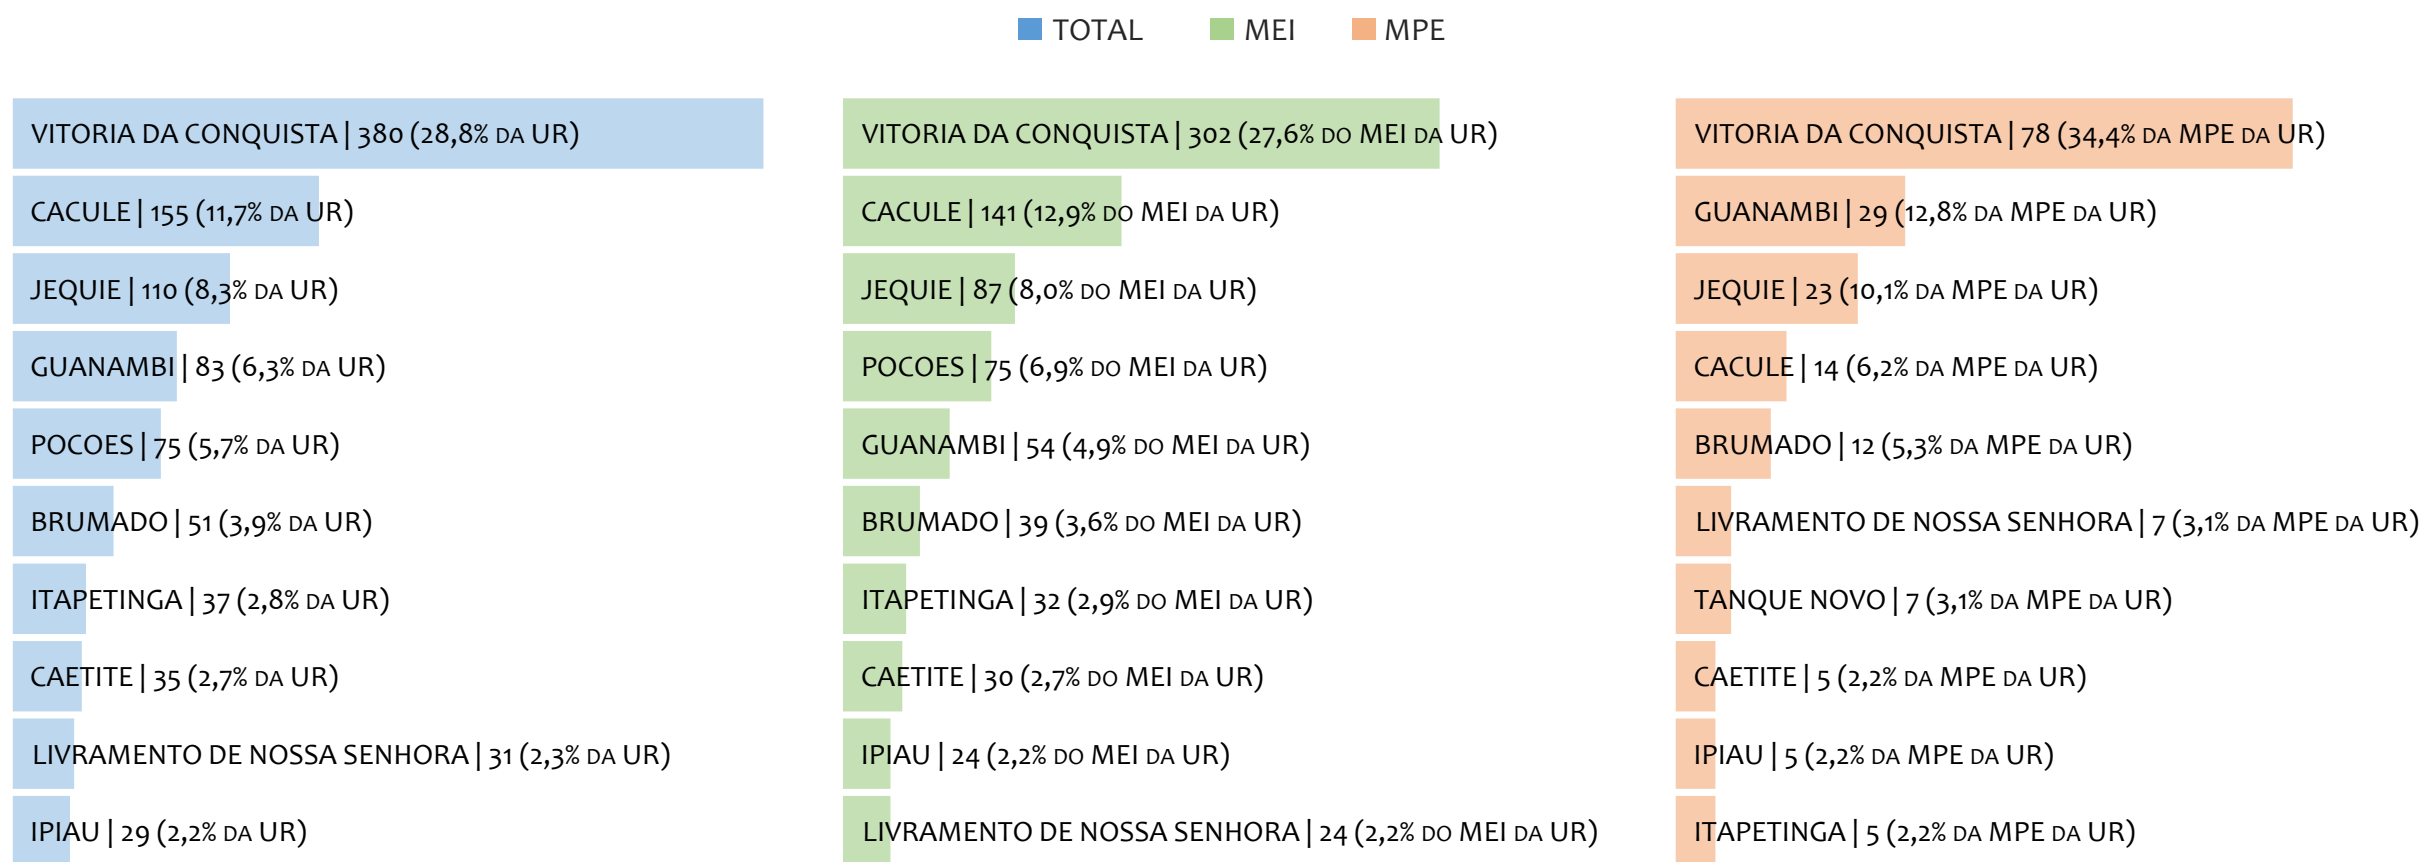 TOTAL MEI MPE
VITORIA DA CONQUISTA | 380 (28,8% DA UR)
CACULE | 155 (11,7% DA UR)
JEQUIE | 110 (8,3% DA UR)
GUANAMBI | 83 (6,3% DA UR)
POCOES | 75 (5,7% DA UR)
BRUMADO | 51 (3,9% DA UR)
ITAPETINGA | 37 (2,8% DA UR)
CAETITE | 35 (2,7% DA UR)
LIVRAMENTO DE NOSSA SENHORA | 31 (2,3% DA UR)
IPIAU | 29 (2,2% DA UR)
VITORIA DA CONQUISTA | 302 (27,6% DO MEI DA UR)
CACULE | 141 (12,9% DO MEI DA UR)
JEQUIE | 87 (8,0% DO MEI DA UR)
POCOES | 75 (6,9% DO MEI DA UR)
GUANAMBI | 54 (4,9% DO MEI DA UR)
BRUMADO | 39 (3,6% DO MEI DA UR)
ITAPETINGA | 32 (2,9% DO MEI DA UR)
CAETITE | 30 (2,7% DO MEI DA UR)
IPIAU | 24 (2,2% DO MEI DA UR)
LIVRAMENTO DE NOSSA SENHORA | 24 (2,2% DO MEI DA UR)
VITORIA DA CONQUISTA | 78 (34,4% DA MPE DA UR)
GUANAMBI | 29 (12,8% DA MPE DA UR)
JEQUIE | 23 (10,1% DA MPE DA UR)
CACULE | 14 (6,2% DA MPE DA UR)
BRUMADO | 12 (5,3% DA MPE DA UR)
LIVRAMENTO DE NOSSA SENHORA | 7 (3,1% DA MPE DA UR)
TANQUE NOVO | 7 (3,1% DA MPE DA UR)
CAETITE | 5 (2,2% DA MPE DA UR)
IPIAU | 5 (2,2% DA MPE DA UR)
ITAPETINGA | 5 (2,2% DA MPE DA UR)